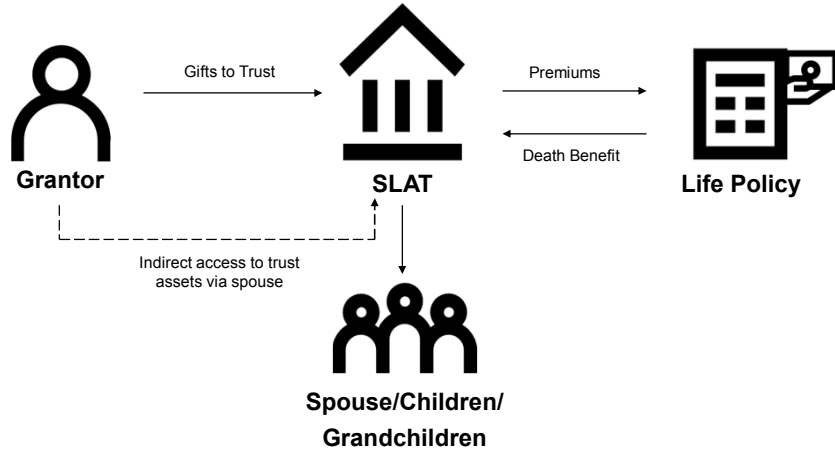 Gifts to Trust
Premiums
Death Benefit
Grantor
SLAT
Life Policy
Indirect access to trust
assets via spouse
Spouse/Children/
Grandchildren